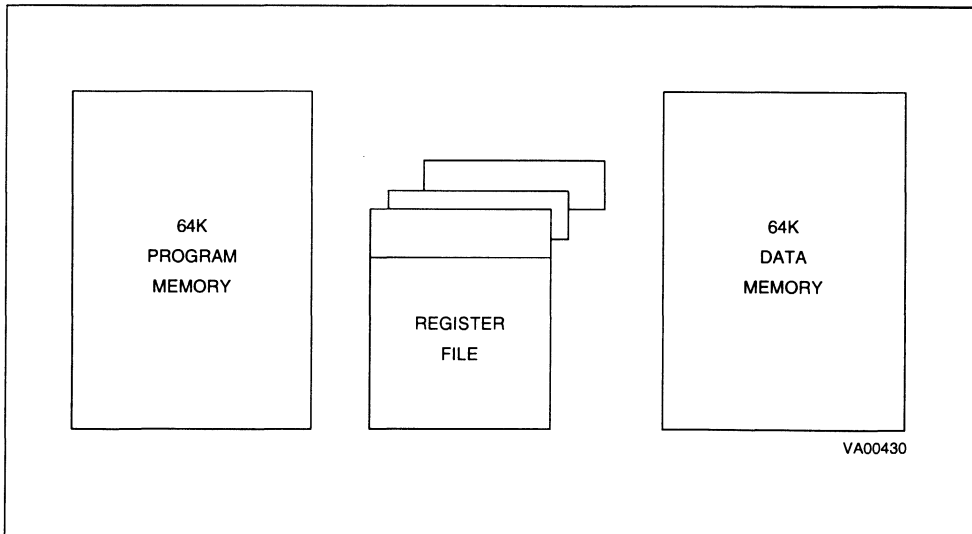 64K
PROGRAM
MEMORY
REGISTER
FILE
64K
DATA
MEMORY
VA00430